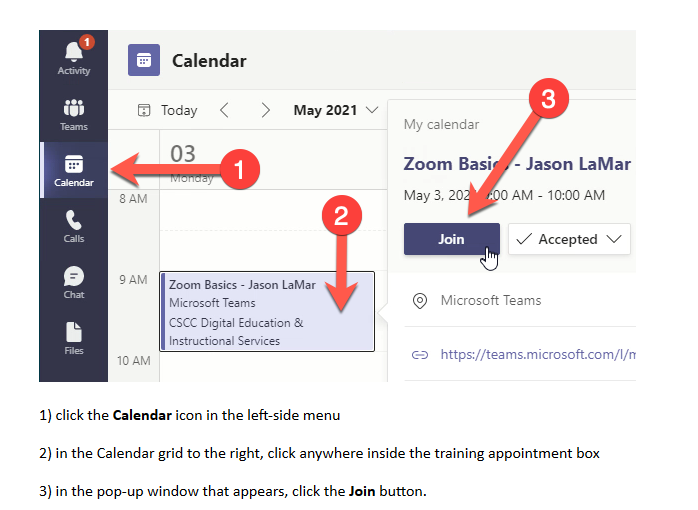 1
Activity
Teams
Calendar
Calls
Chat
Files
Calendar
Today
May 2021
03
Monday
8 AM
9 AM
10 AM
Zoom Basics - Jason LaMar
Microsoft Teams
CSCC Digital Education &
Instructional Services
1
2
3
My calendar
Zoom Basics - Jason LaMar
May 3, 202 :00 AM - 10:00 AM
Join
Accepted
Microsoft Teams
https://teams.microsoft.com/l/m
1) click the Calendar icon in the left-side menu
2) in the Calendar grid to the right, click anywhere inside the training appointment box
3) in the pop-up window that appears, click the Join button.